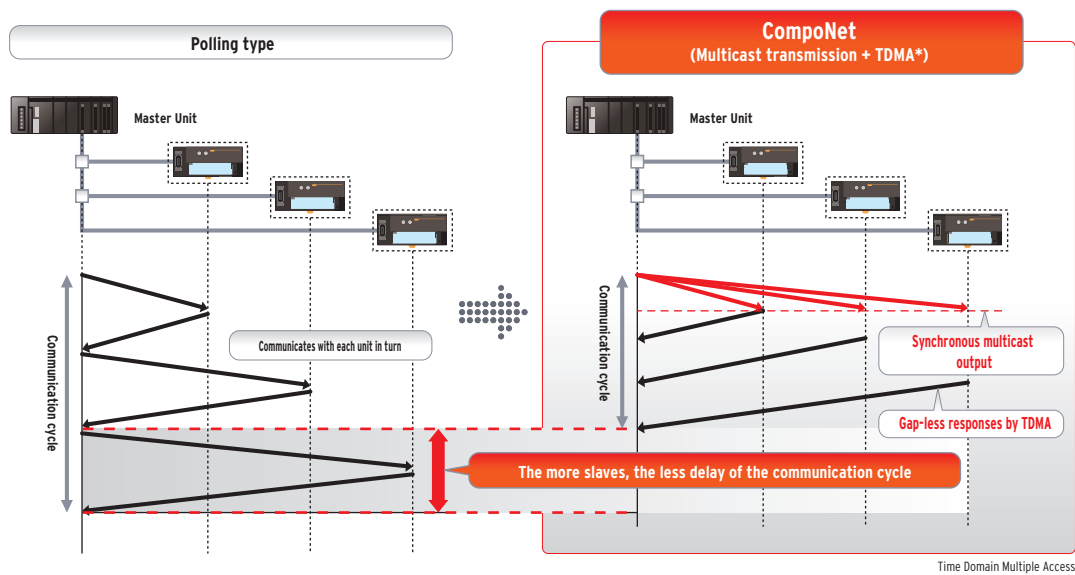 Polling type
CompoNet
(Multicast transmission + TDMA*)
Master Unit
Master Unit
Communication cycle
Communicates with each unit in turn
Communication cycle
Synchronous multicast
output
Gap-less responses by TDMA
The more slaves, the less delay of the communication cycle
Time Domain Multiple Access